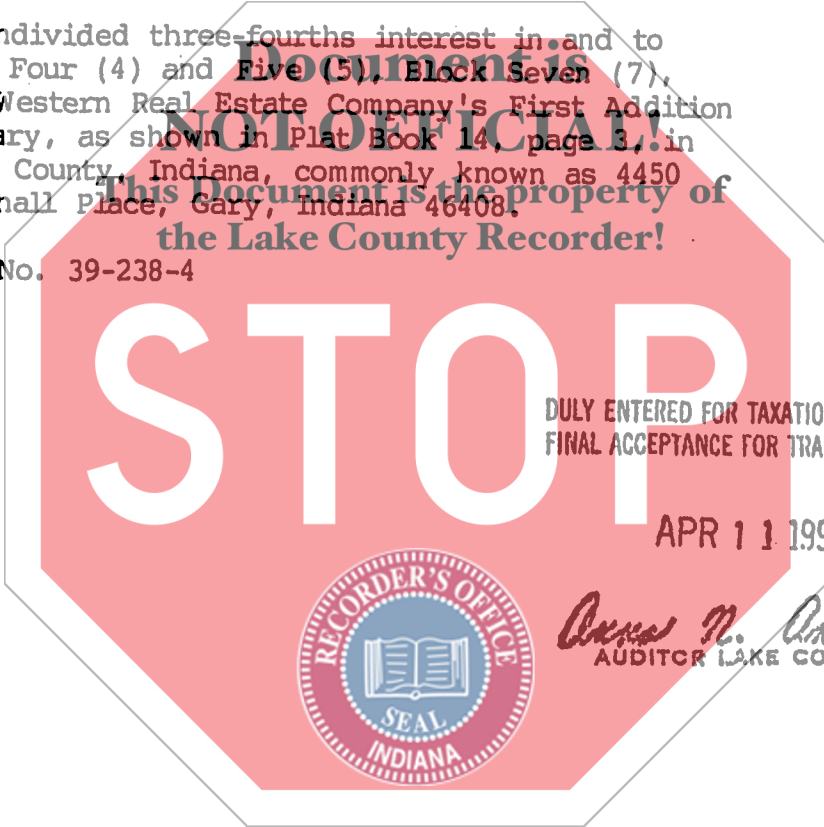 ndivided three-fourths interest in and to
Document is
Four (4) and Five (5), Block Seven (7),
Western Real Estate Company's First Addition
NOT OFFICIAL!
ary, as shown in Plat Book 14, page 3, in
County, Indiana, commonly known as 4450
This Document is the property of
hall Place, Gary, Indiana 46408.
the Lake County Recorder!
No. 39-238-4
STOP
DULY ENTERED FOR TAXATIO
FINAL ACCEPTANCE FOR TRA
APR 11 199
N.
AUDITOR LAKE CO
RECORDER'S OFFICE
SEAL
INDIANA